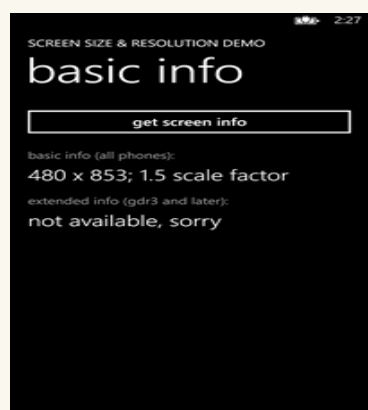 2:27
SCREEN SIZE & RESOLUTION DEMO
basic info
get screen info
basic info (all phones):
480 x 853; 1.5 scale factor
extended info (gdr3 and later):
not available, sorry